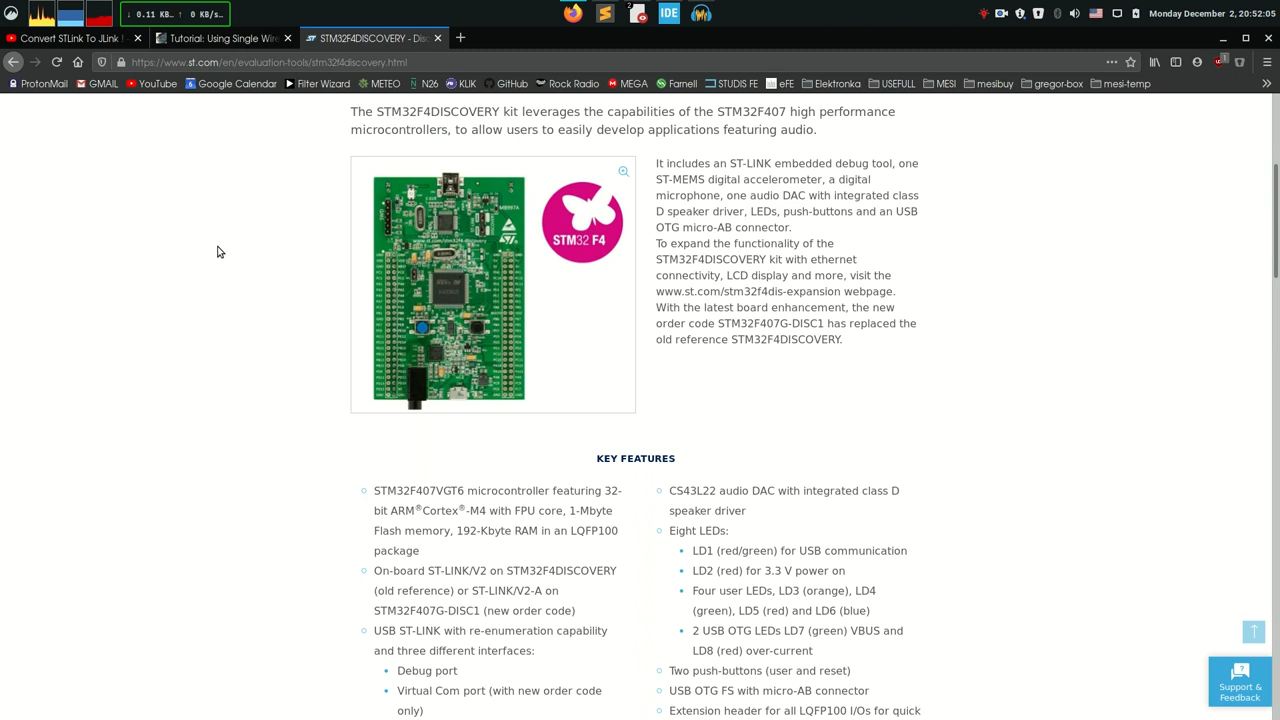 ↓ 0.11 KB… ↑ 0 KB/s…
2
IDE
Monday December 2, 20:52:05
Convert STLink To JLink !
Tutorial: Using Single Wire
STM32F4DISCOVERY - Disc
https://www.st.com/en/evaluation-tools/stm32f4discovery.html
1
ProtonMail GMAIL YouTube Google Calendar Filter Wizard METEO N26 KLIK GitHub Rock Radio MEGA Farnell STUDIS FE eFE Elektronka USEFULL MESI mesibuy gregor-box mesi-temp
The STM32F4DISCOVERY kit leverages the capabilities of the STM32F407 high performance
microcontrollers, to allow users to easily develop applications featuring audio.
www.st.com/stm32f4-discovery
STM32 F4
It includes an ST-LINK embedded debug tool, one
ST-MEMS digital accelerometer, a digital
microphone, one audio DAC with integrated class
D speaker driver, LEDs, push-buttons and an USB
OTG micro-AB connector.
To expand the functionality of the
STM32F4DISCOVERY kit with ethernet
connectivity, LCD display and more, visit the
www.st.com/stm32f4dis-expansion webpage.
With the latest board enhancement, the new
order code STM32F407G-DISC1 has replaced the
old reference STM32F4DISCOVERY.
KEY FEATURES
STM32F407VGT6 microcontroller featuring 32-
bit ARM®Cortex®-M4 with FPU core, 1-Mbyte
Flash memory, 192-Kbyte RAM in an LQFP100
package
On-board ST-LINK/V2 on STM32F4DISCOVERY
(old reference) or ST-LINK/V2-A on
STM32F407G-DISC1 (new order code)
USB ST-LINK with re-enumeration capability
and three different interfaces:
Debug port
Virtual Com port (with new order code
only)
CS43L22 audio DAC with integrated class D
speaker driver
Eight LEDs:
LD1 (red/green) for USB communication
LD2 (red) for 3.3 V power on
Four user LEDs, LD3 (orange), LD4
(green), LD5 (red) and LD6 (blue)
2 USB OTG LEDs LD7 (green) VBUS and
LD8 (red) over-current
Two push-buttons (user and reset)
USB OTG FS with micro-AB connector
Extension header for all LQFP100 I/Os for quick
Support &
Feedback